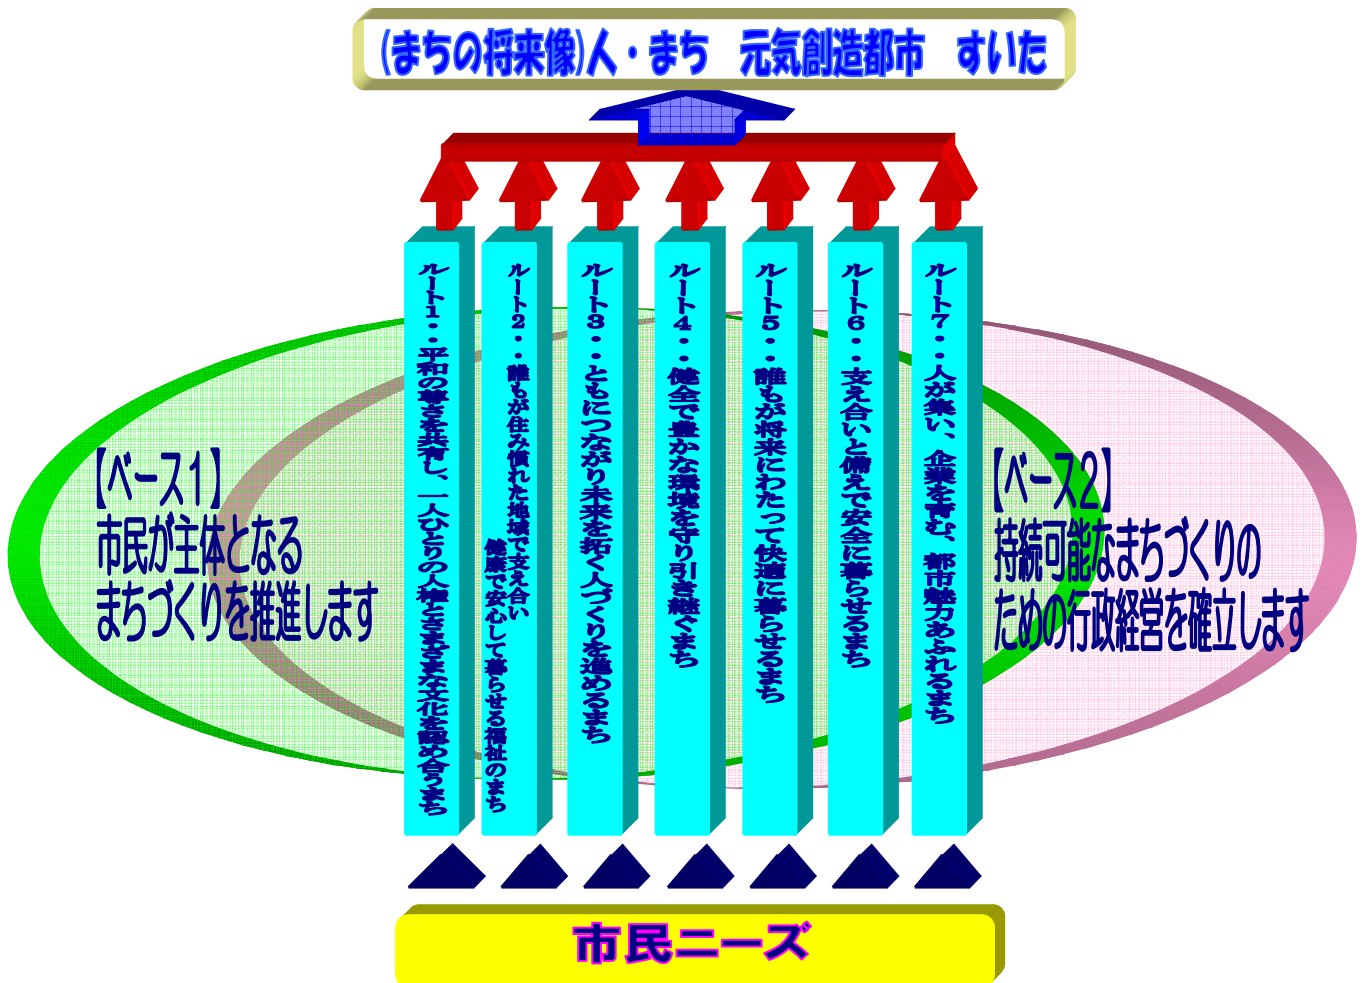 (まちの将来像)人・まち　元気創造都市　すいた
ルート1・・平和の尊さを共有し、一人ひとりの人権とさまざまな文化を認め合うまち
ルート2・・誰もが住み慣れた地域で支え合い
健康で安心して暮らせる福祉のまち
ルート3・・ともにつながり未来を拓く人づくりを進めるまち
ルート4・・健全で豊かな環境を守り引き継ぐまち
ルート5・・誰もが将来にわたって快適に暮らせるまち
ルート6・・支え合いと備えで安全に暮らせるまち
ルート7・・人が集い、企業を育む、都市魅力あふれるまち
【ベース1】
市民が主体となる
まちづくりを推進します
【ベース2】
持続可能なまちづくりの
ための行政経営を確立します
市民ニーズ